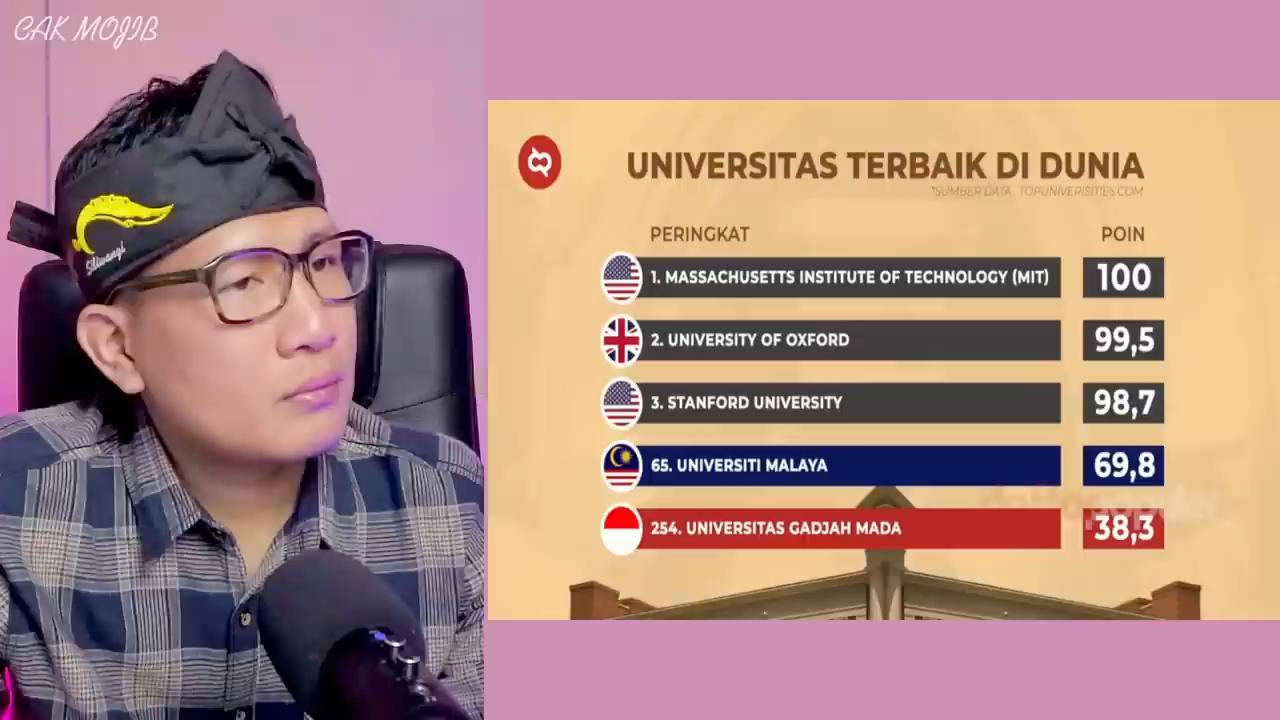 CAK MOJIB
Siliwangi
UNIVERSITAS TERBAIK DI DUNIA
*SUMBER DATA : TOPUNIVERISITIES.COM
PERINGKAT POIN
1. MASSACHUSETTS INSTITUTE OF TECHNOLOGY (MIT) 100
2. UNIVERSITY OF OXFORD 99,5
3. STANFORD UNIVERSITY 98,7
65. UNIVERSITI MALAYA 69,8
254. UNIVERSITAS GADJAH MADA 38,3